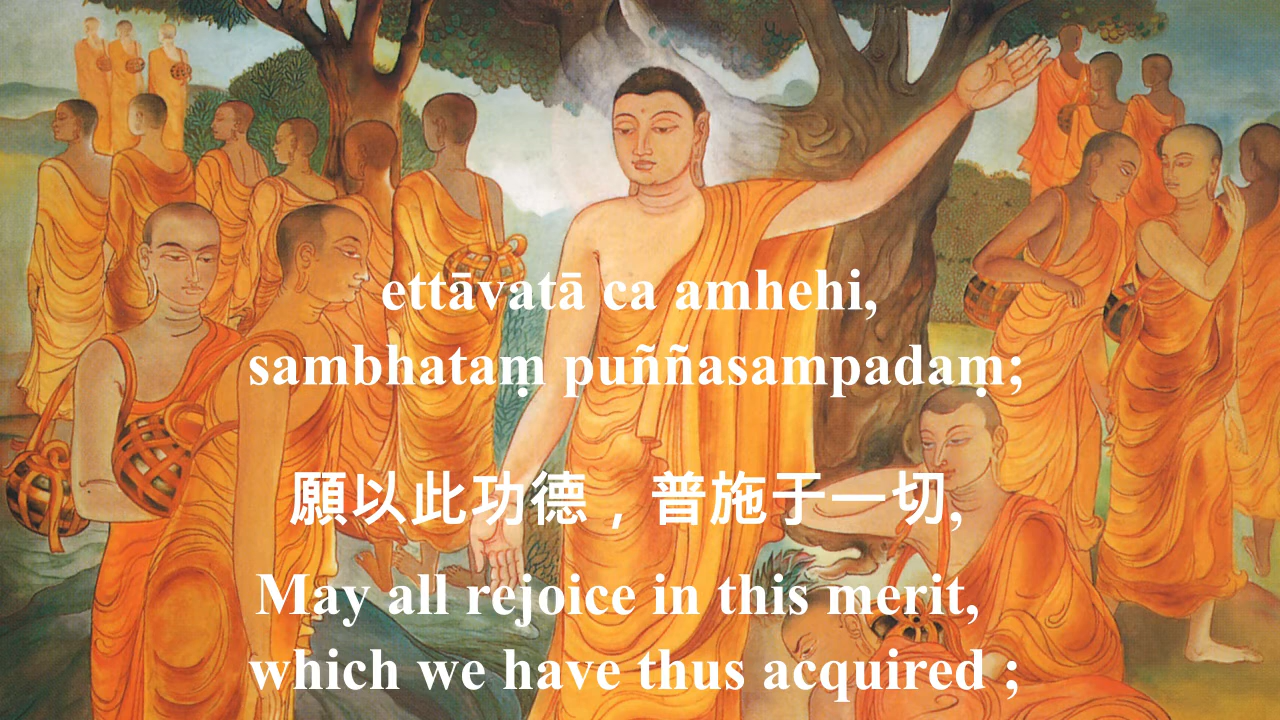 ettāvatā ca amhehi,
sambhataṃ puññasampadaṃ;
願以此功德，普施于一切,
May all rejoice in this merit,
which we have thus acquired ;